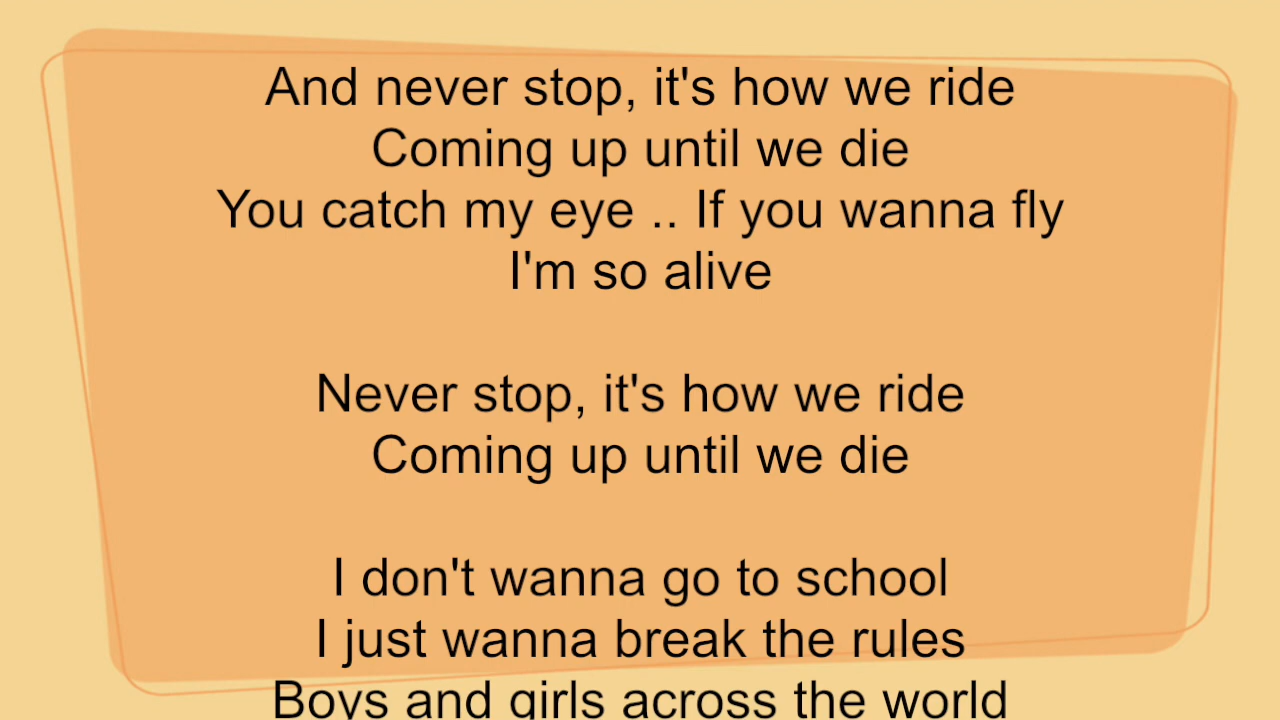 And never stop, it's how we ride
Coming up until we die
You catch my eye .. If you wanna fly
I'm so alive
Never stop, it's how we ride
Coming up until we die
I don't wanna go to school
I just wanna break the rules
Boys and girls across the world